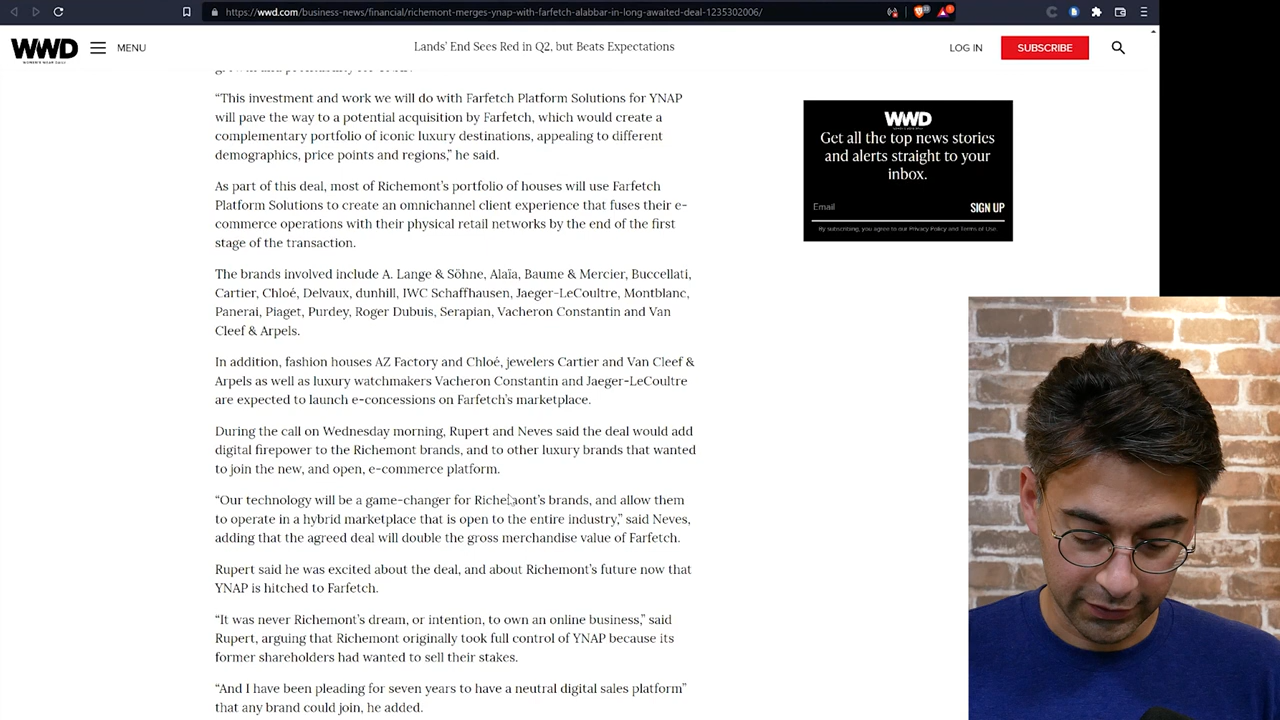 https://wwd.com/business-news/financial/richemont-merges-ynap-with-farfetch-alabbar-in-long-awaited-deal-1235302006/
WWD
WOMEN'S WEAR DAILY
MENU
Lands' End Sees Red in Q2, but Beats Expectations
LOG IN
SUBSCRIBE
“This investment and work we will do with Farfetch Platform Solutions for YNAP
will pave the way to a potential acquisition by Farfetch, which would create a
complementary portfolio of iconic luxury destinations, appealing to different
demographics, price points and regions,” he said.
As part of this deal, most of Richemont’s portfolio of houses will use Farfetch
Platform Solutions to create an omnichannel client experience that fuses their e-
commerce operations with their physical retail networks by the end of the first
stage of the transaction.
The brands involved include A. Lange & Söhne, Alaïa, Baume & Mercier, Buccellati,
Cartier, Chloé, Delvaux, dunhill, IWC Schaffhausen, Jaeger-LeCoultre, Montblanc,
Panerai, Piaget, Purdey, Roger Dubuis, Serapian, Vacheron Constantin and Van
Cleef & Arpels.
In addition, fashion houses AZ Factory and Chloé, jewelers Cartier and Van Cleef &
Arpels as well as luxury watchmakers Vacheron Constantin and Jaeger-LeCoultre
are expected to launch e-concessions on Farfetch’s marketplace.
During the call on Wednesday morning, Rupert and Neves said the deal would add
digital firepower to the Richemont brands, and to other luxury brands that wanted
to join the new, and open, e-commerce platform.
“Our technology will be a game-changer for Richemont’s brands, and allow them
to operate in a hybrid marketplace that is open to the entire industry,” said Neves,
adding that the agreed deal will double the gross merchandise value of Farfetch.
Rupert said he was excited about the deal, and about Richemont’s future now that
YNAP is hitched to Farfetch.
“It was never Richemont’s dream, or intention, to own an online business,” said
Rupert, arguing that Richemont originally took full control of YNAP because its
former shareholders had wanted to sell their stakes.
“And I have been pleading for seven years to have a neutral digital sales platform”
that any brand could join, he added.
WWD
Get all the top news stories
and alerts straight to your
inbox.
Email
SIGN UP
By subscribing, you agree to our Privacy Policy and Terms of Use.